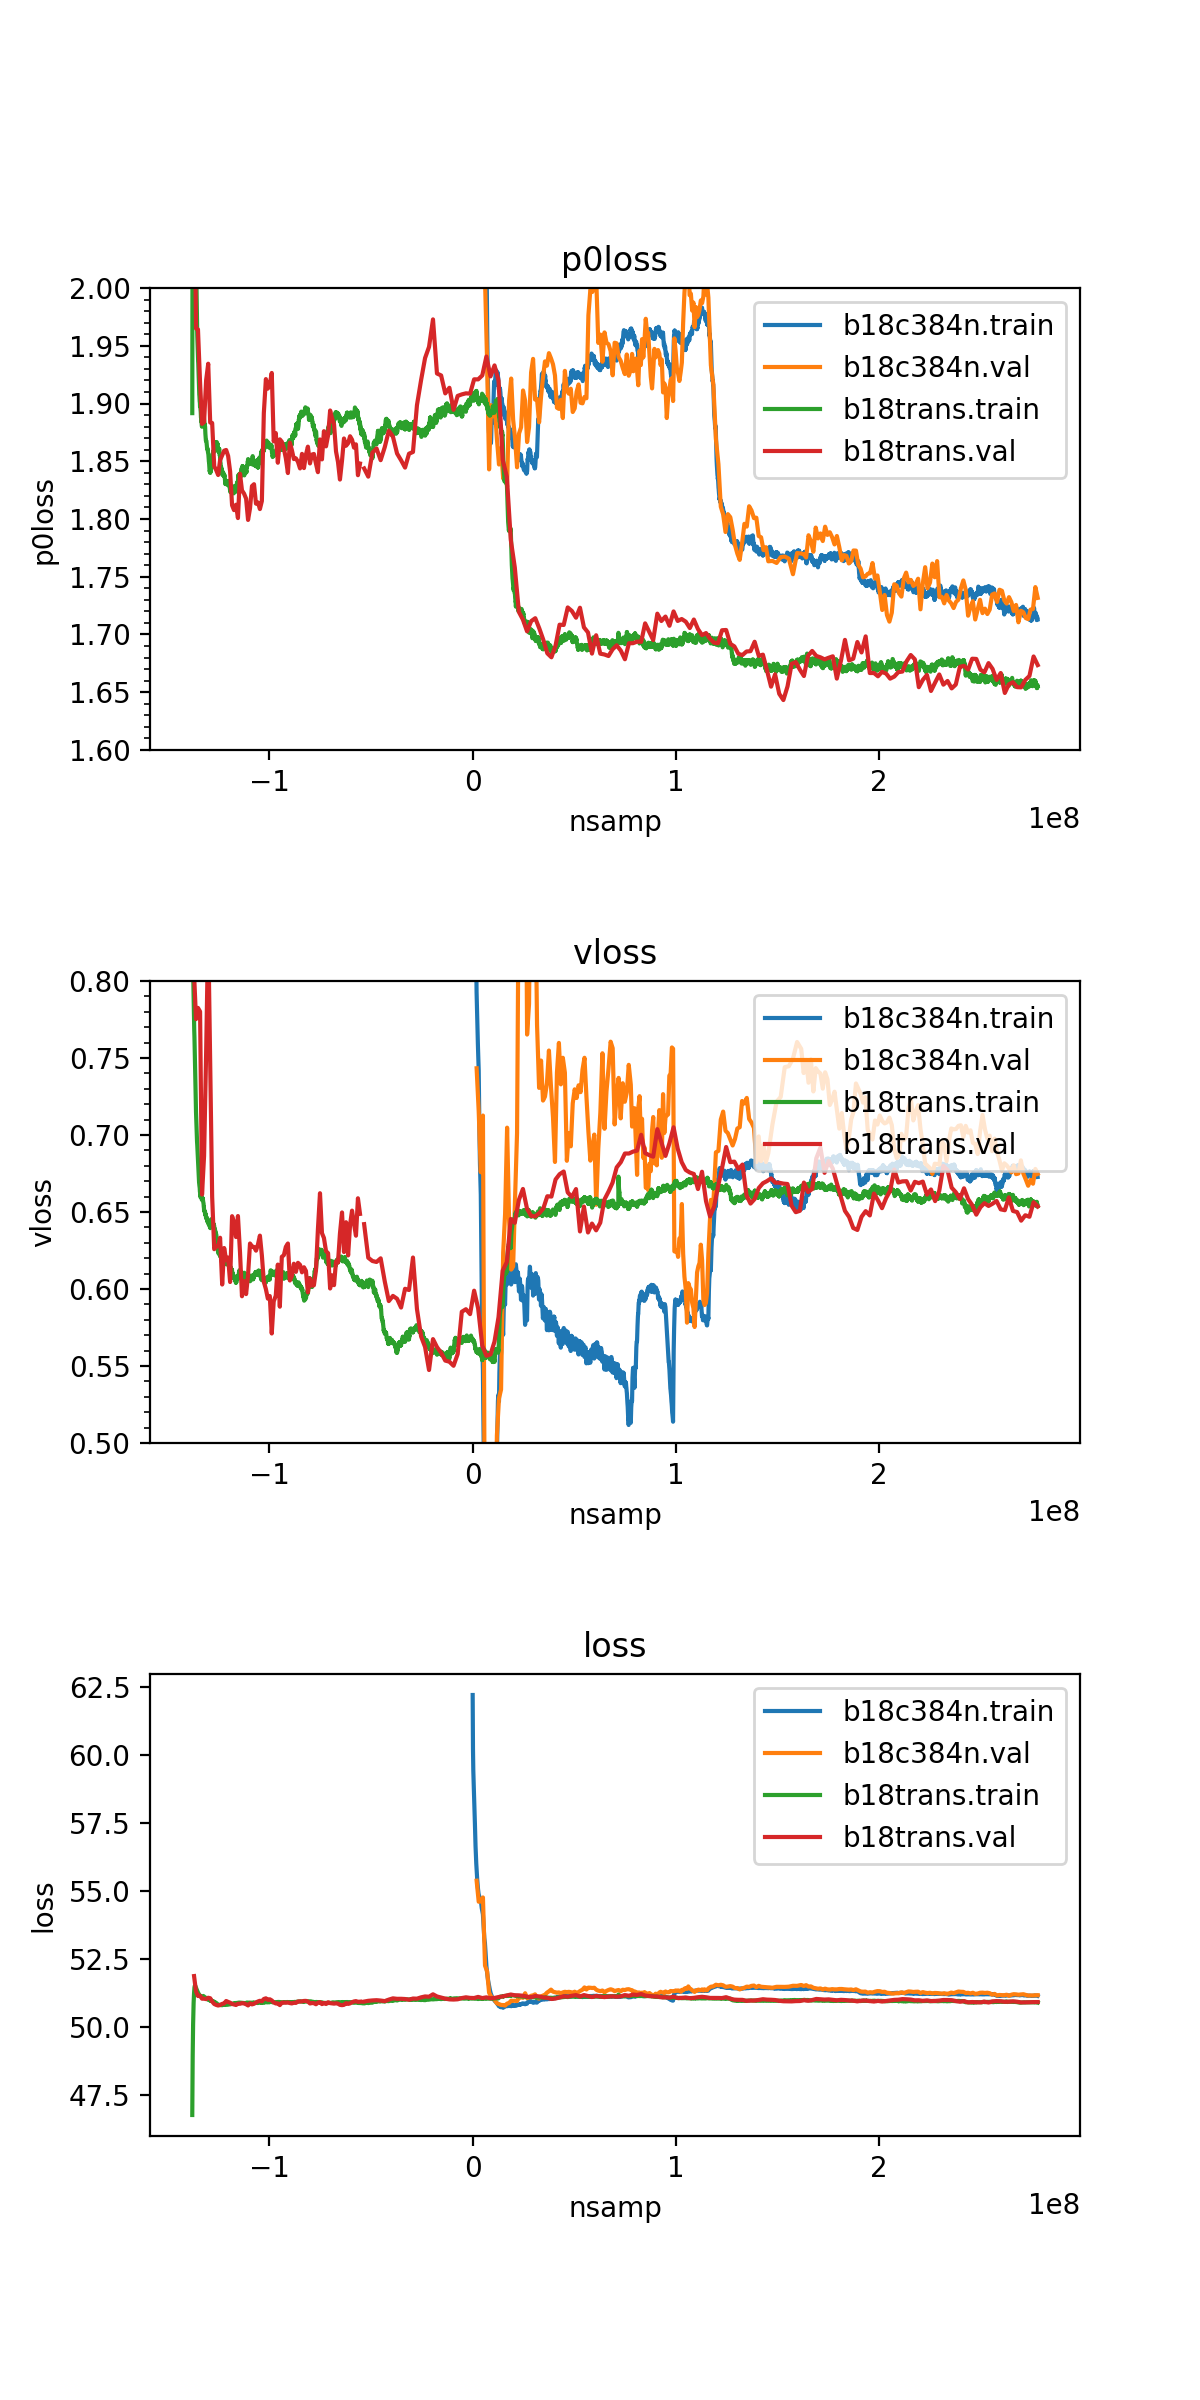 p0loss
2.00
1.95
1.90
1.85
1.80
1.75
1.70
1.65
1.60
p0loss
b18c384n.train
b18c384n.val
b18trans.train
b18trans.val
−1
0
1
2
nsamp
1e8
vloss
0.80
0.75
0.70
0.65
0.60
0.55
0.50
vloss
b18c384n.train
b18c384n.val
b18trans.train
b18trans.val
−1
0
1
2
nsamp
1e8
loss
62.5
60.0
57.5
55.0
52.5
50.0
47.5
loss
b18c384n.train
b18c384n.val
b18trans.train
b18trans.val
−1
0
1
2
nsamp
1e8